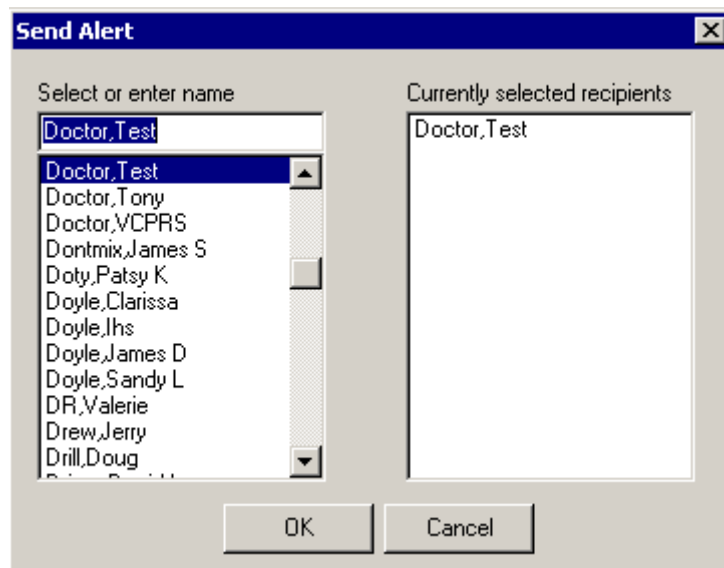 Send Alert
Select or enter name
Doctor,Test
Doctor,Test
Doctor,Tony
Doctor,VCPRS
Dontmix,James S
Doty,Patsy K
Doyle,Clarissa
Doyle,Ihs
Doyle,James D
Doyle,Sandy L
DR,Valerie
Drew,Jerry
Drill,Doug
Currently selected recipients
Doctor,Test
OK
Cancel